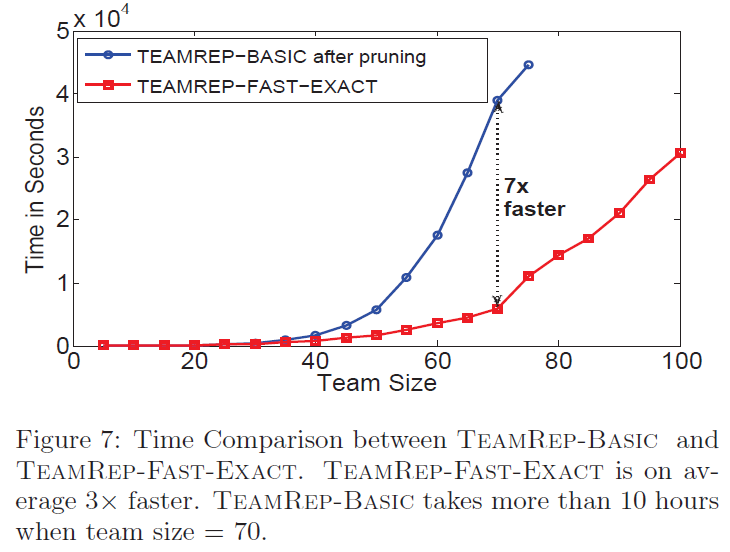 5 x 10^4
TEAMREP-BASIC after pruning
TEAMREP-FAST-EXACT
4
3
2
1
0
Time in Seconds
7x
faster
0 20 40 60 80 100
Team Size
Figure 7: Time Comparison between TEAMREP-BASIC and
TEAMREP-FAST-EXACT. TEAMREP-FAST-EXACT is on av-
erage 3× faster. TEAMREP-BASIC takes more than 10 hours
when team size = 70.